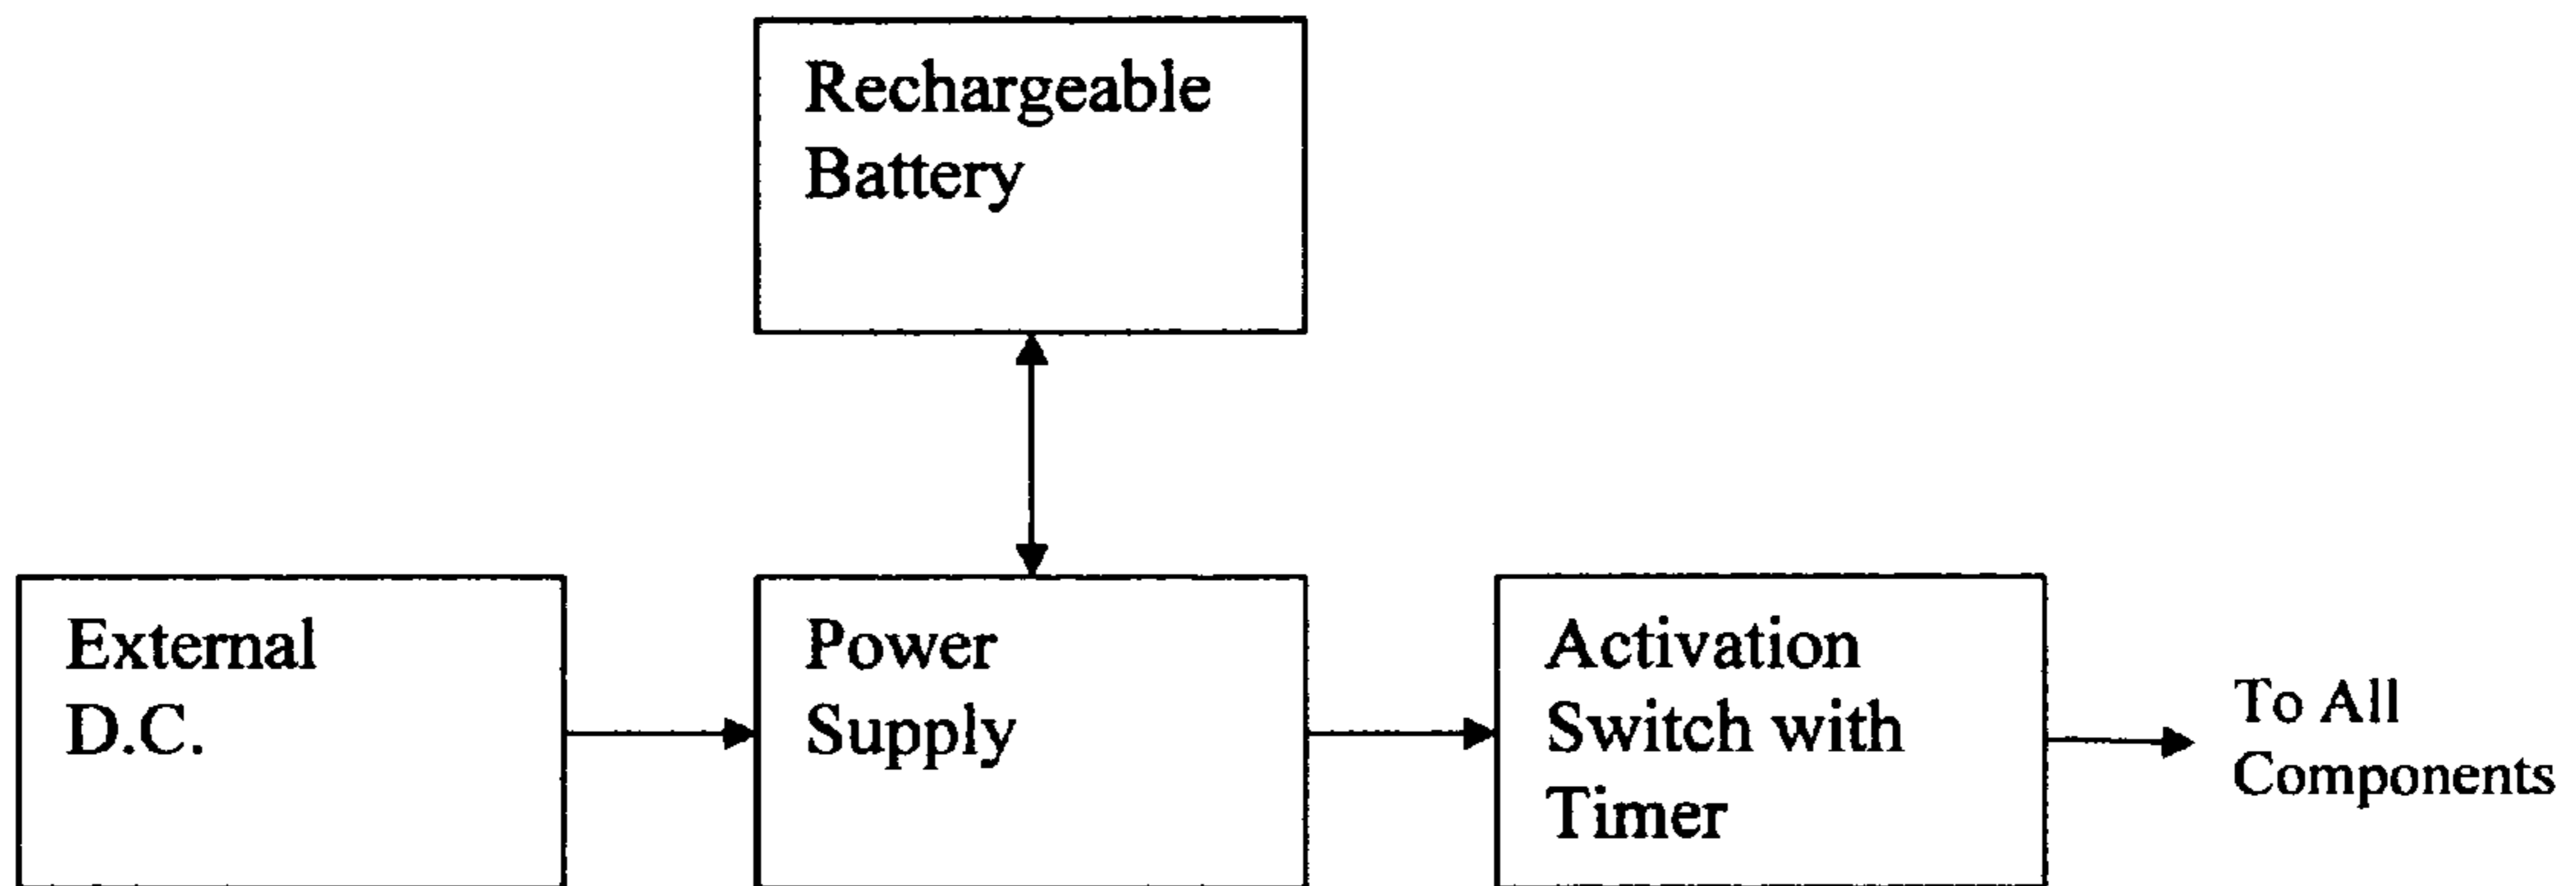 Rechargeable
Battery
External
D.C.
Power
Supply
Activation
Switch with
Timer
To All
Components